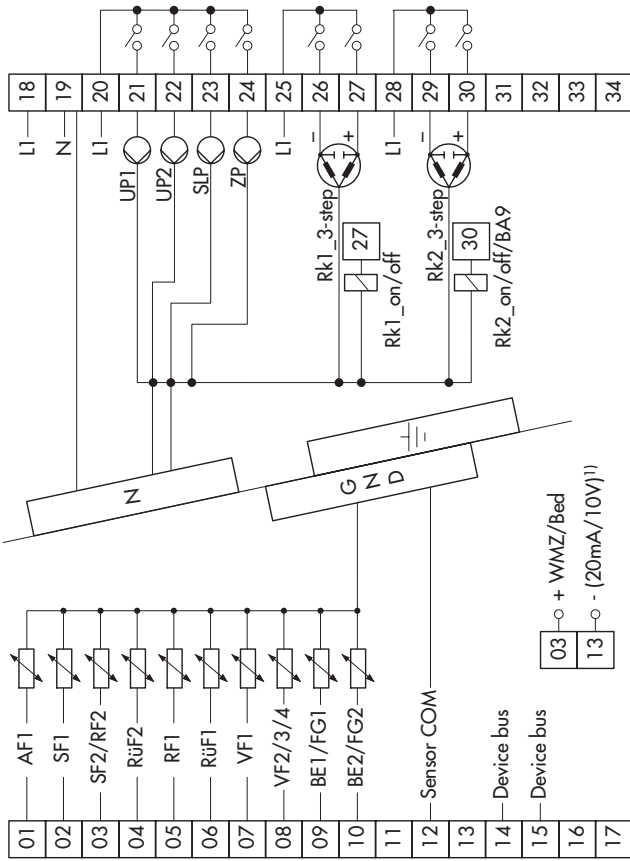 18
19
20
21
22
23
24
25
26
27
28
29
30
31
32
33
34
L1
N
L1
UP1
UP2
SLP
ZP
L1
–
+
L1
–
+
Rk1_3-step
27
Rk1_on/off
Rk2_3-step
30
Rk2_on/off/BA9
N
GND
01
02
03
04
05
06
07
08
09
10
11
12
13
14
15
16
17
AF1
SF1
SF2/RF2
RüF2
RF1
RüF1
VF1
VF2/3/4
BE1/FG1
BE2/FG2
Sensor COM
Device bus
Device bus
03 + WMZ/Bed
13 - (20mA/10V)¹⁾